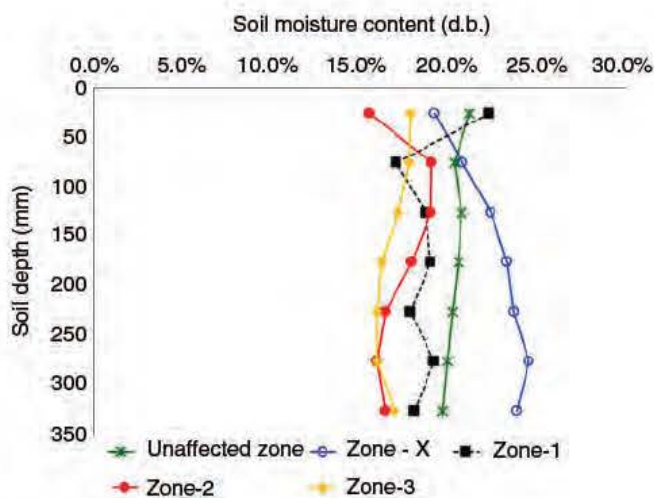 Soil moisture content (d.b.)
0.0% 5.0% 10.0% 15.0% 20.0% 25.0% 30.0%
0
50
100
150
200
250
300
350
Soil depth (mm)
Unaffected zone Zone - X Zone-1
Zone-2 Zone-3